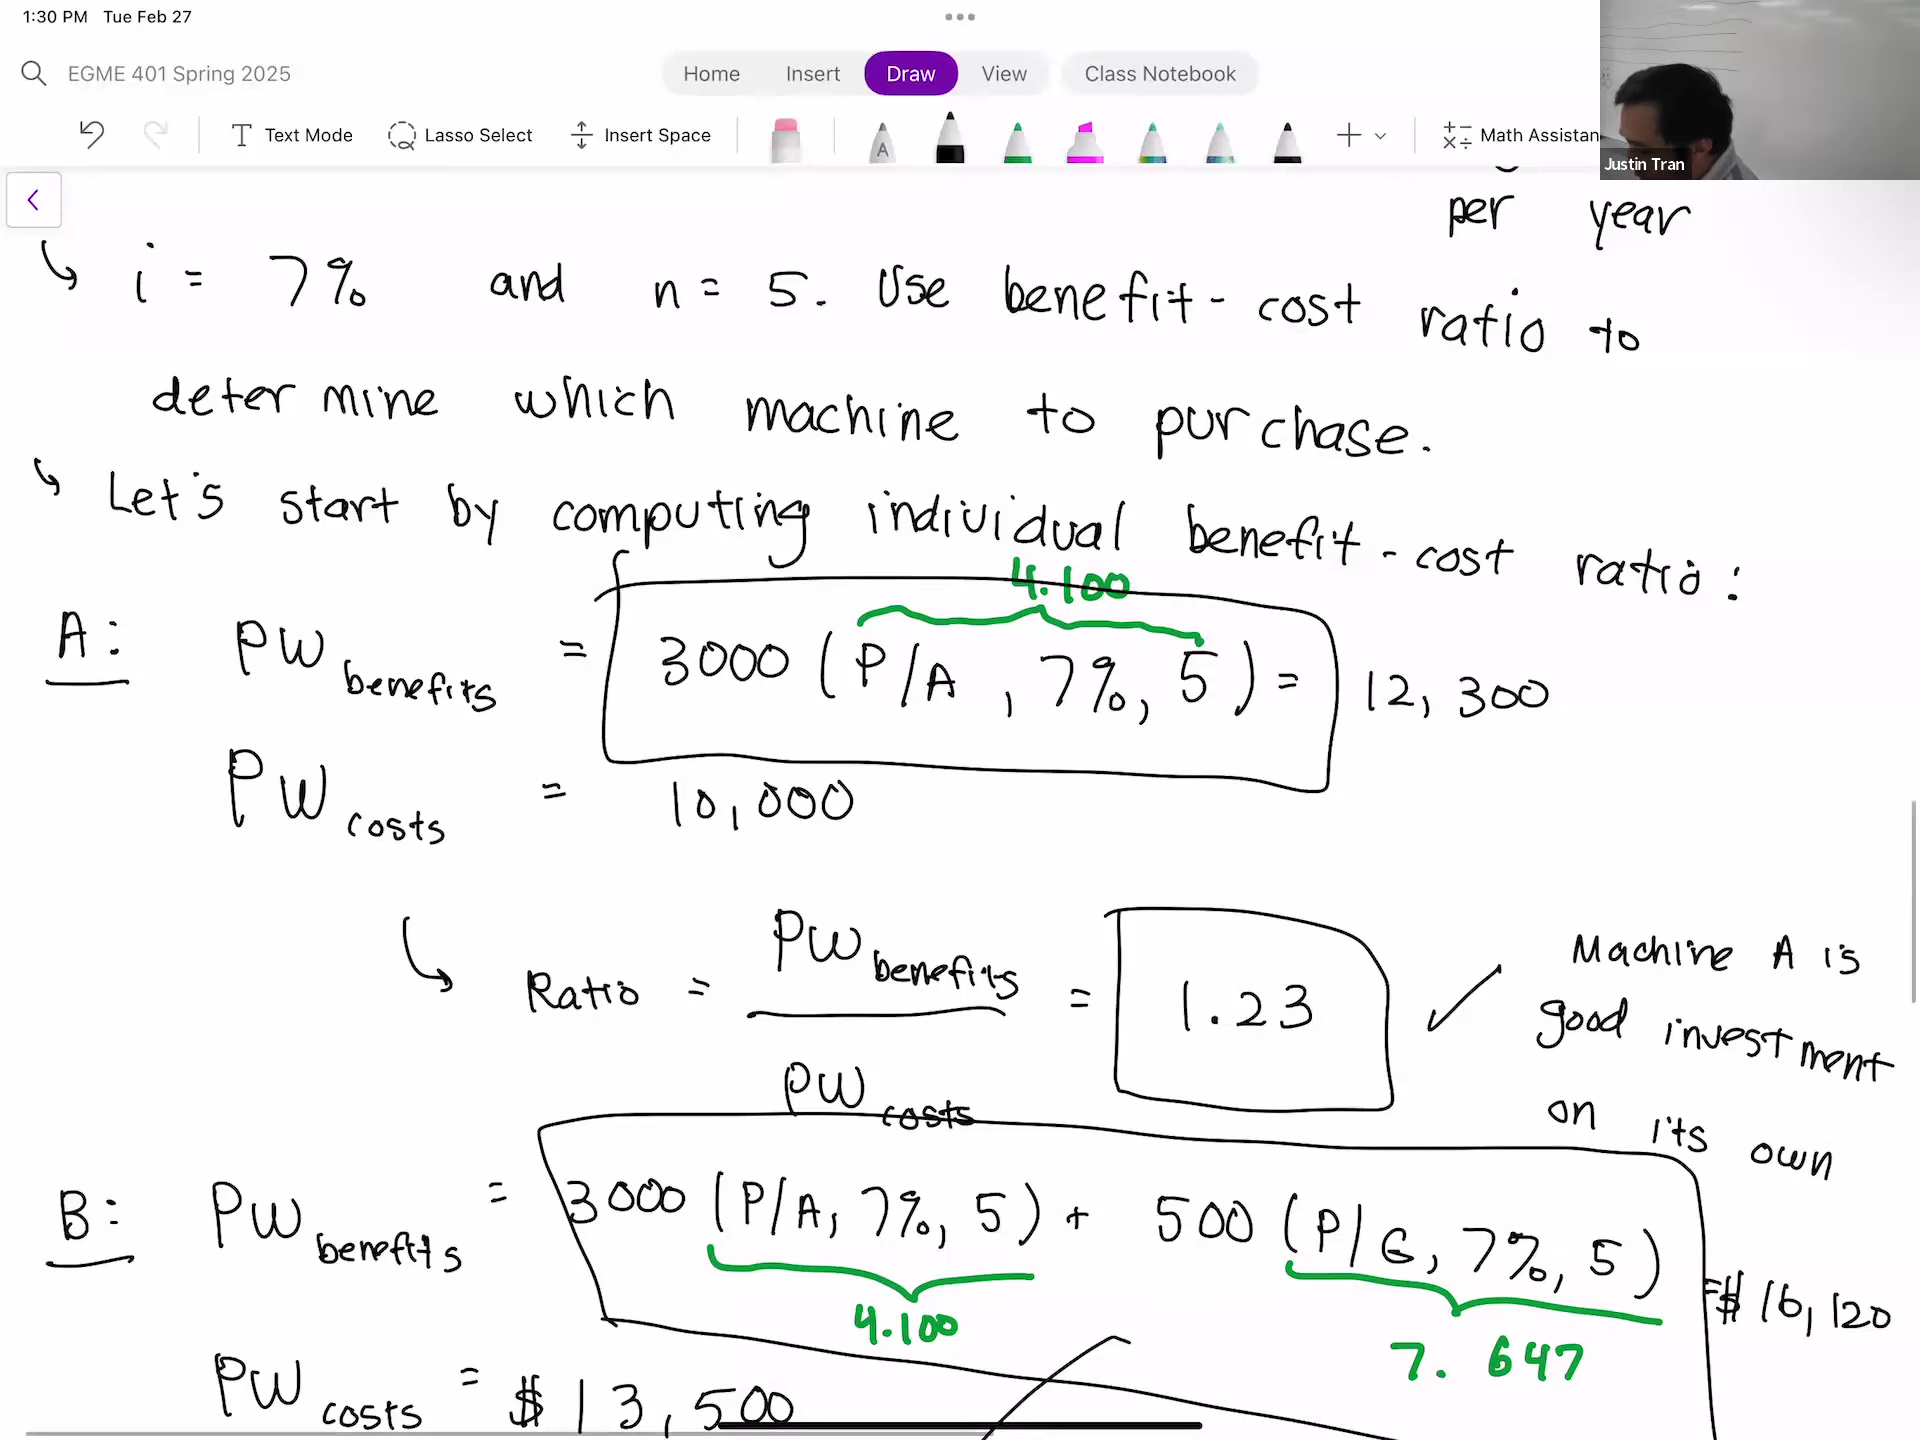 1:30 PM Tue Feb 27
EGME 401 Spring 2025
Home Insert Draw View Class Notebook
Text Mode Lasso Select Insert Space A Math Assistan
Justin Tran
per year
i = 7% and n = 5. Use benefit - cost ratio to
determine which machine to purchase.
Let's start by computing individual benefit - cost ratio :
4.100
A: PW benefits = 3000 ( P/A , 7%, 5 ) = 12, 300
PW costs = 10,000
Ratio = PW benefits / PW costs = 1.23 ✓
Machine A is
good investment
on its own
B: PW benefits = 3000 (P/A, 7%, 5) + 500 (P/G, 7%, 5) = $ 16, 120
4.100 7. 647
PW costs = $ 13,500